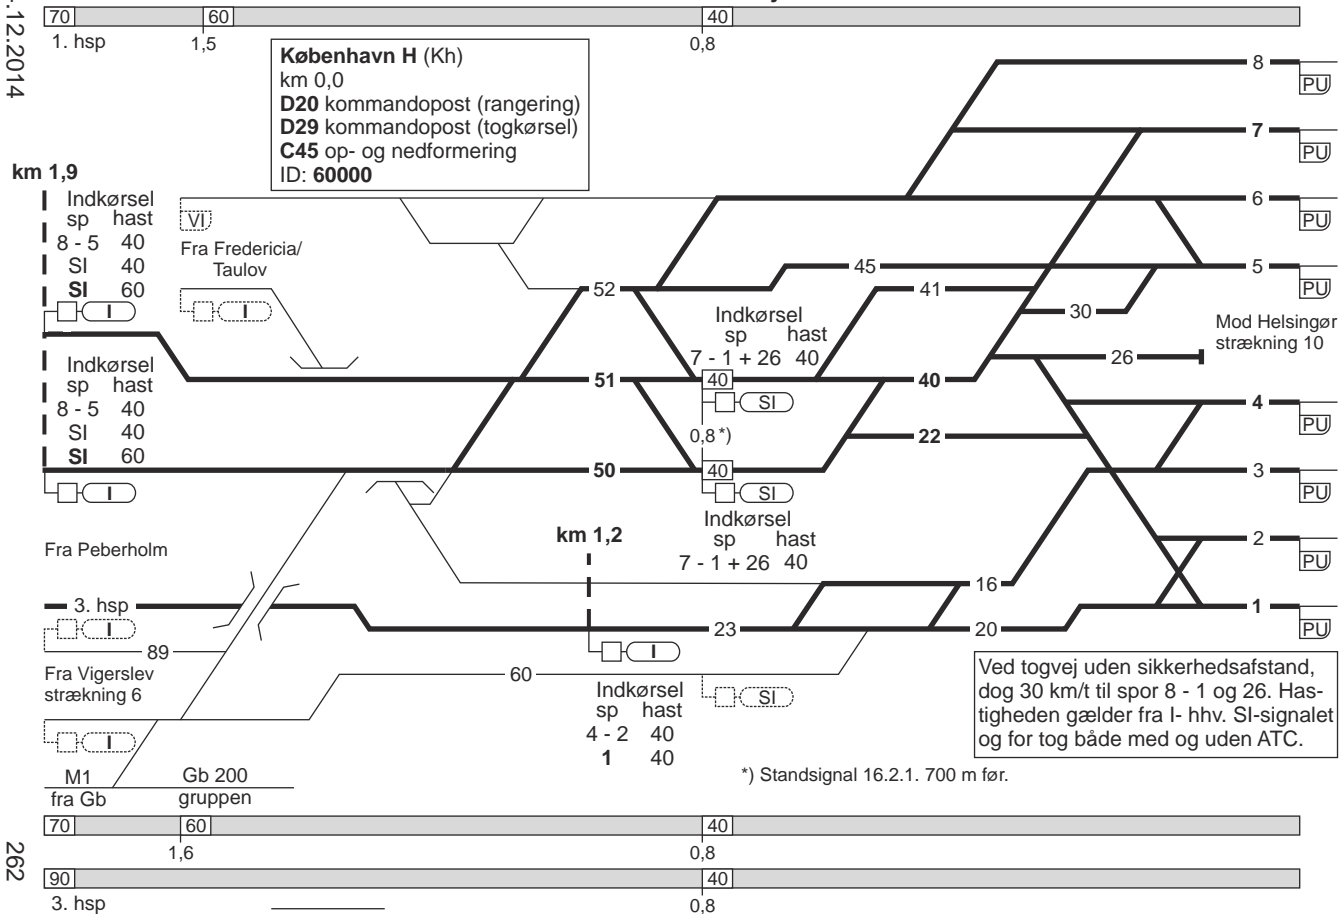 70 60 40
1. hsp 1,5 0,8
.12.2014
København H (Kh)
km 0,0
D20 kommandopost (rangering)
D29 kommandopost (togkørsel)
C45 op- og nedformering
ID: 60000
8 PU
7 PU
6 PU
5 PU
km 1,9
Indkørsel
sp hast
8 - 5 40
SI 40
SI 60
I
VI
Fra Fredericia/
Taulov
I
52
45
41
30
26
Mod Helsingør
strækning 10
Indkørsel
sp hast
7 - 1 + 26 40
51 40 40
SI
Indkørsel
sp hast
8 - 5 40
SI 40
SI 60
I
0,8 *)
22
50 40
SI
Indkørsel
sp hast
7 - 1 + 26 40
4 PU
3 PU
2 PU
1 PU
Fra Peberholm
km 1,2
16
3. hsp
I
23 20
I
89
Fra Vigerslev
strækning 6
I
60
SI
Indkørsel
sp hast
4 - 2 40
1 40
Ved togvej uden sikkerhedsafstand,
dog 30 km/t til spor 8 - 1 og 26. Has-
tigheden gælder fra I- hhv. SI-signalet
og for tog både med og uden ATC.
*) Standsignal 16.2.1. 700 m før.
M1 Gb 200
fra Gb gruppen
70 60 40
1,6 0,8
90 40
3. hsp 0,8
262